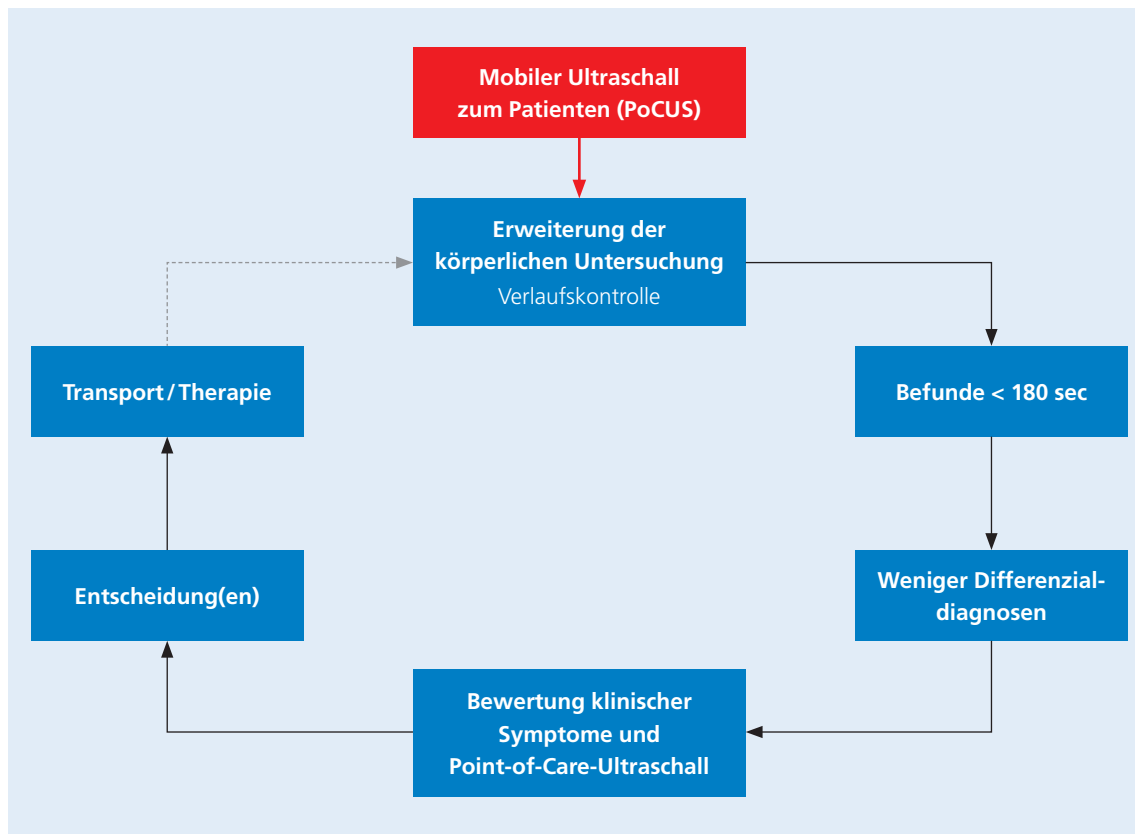 Mobiler Ultraschall
zum Patienten (PoCUS)
Erweiterung der
körperlichen Untersuchung
Verlaufskontrolle
Befunde < 180 sec
Weniger Differenzial-
diagnosen
Bewertung klinischer
Symptome und
Point-of-Care-Ultraschall
Entscheidung(en)
Transport / Therapie